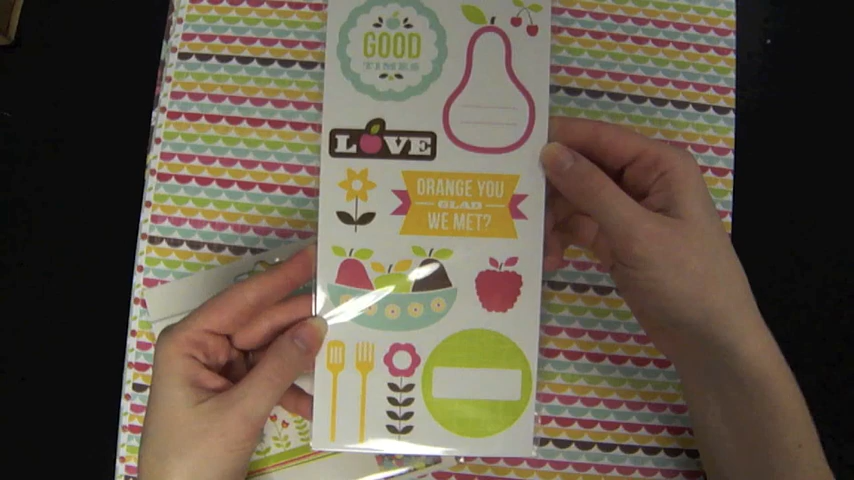 GOOD
TIMES
LOVE
ORANGE YOU
GLAD
WE MET?